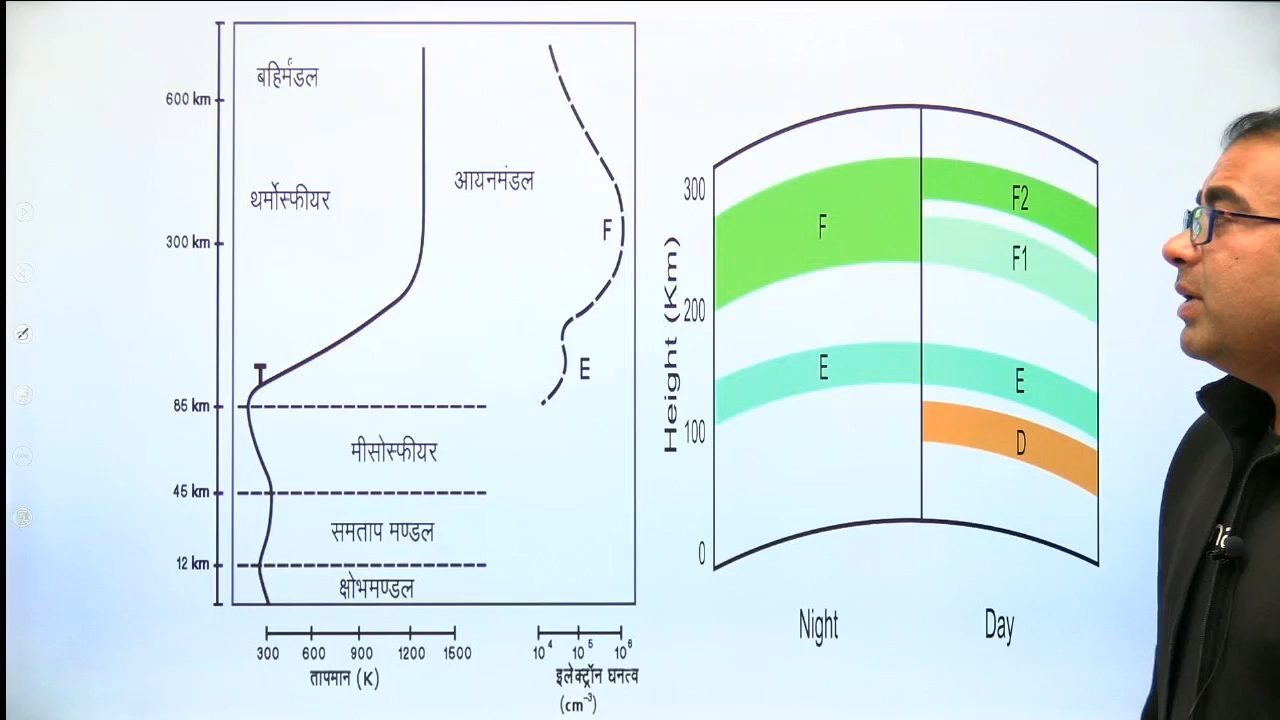 बहिर्मंडल
600 km
थर्मोस्फीयर
आयनमंडल
F
300 km
T
E
85 km
मीसोस्फीयर
45 km
समताप मण्डल
12 km
क्षोभमण्डल
300 600 900 1200 1500
तापमान (K)
10⁴ 10⁵ 10⁶
इलेक्ट्रॉन घनत्व
(cm⁻³)
Height (Km)
300
200
100
0
F
F2
F1
E
E
D
Night
Day